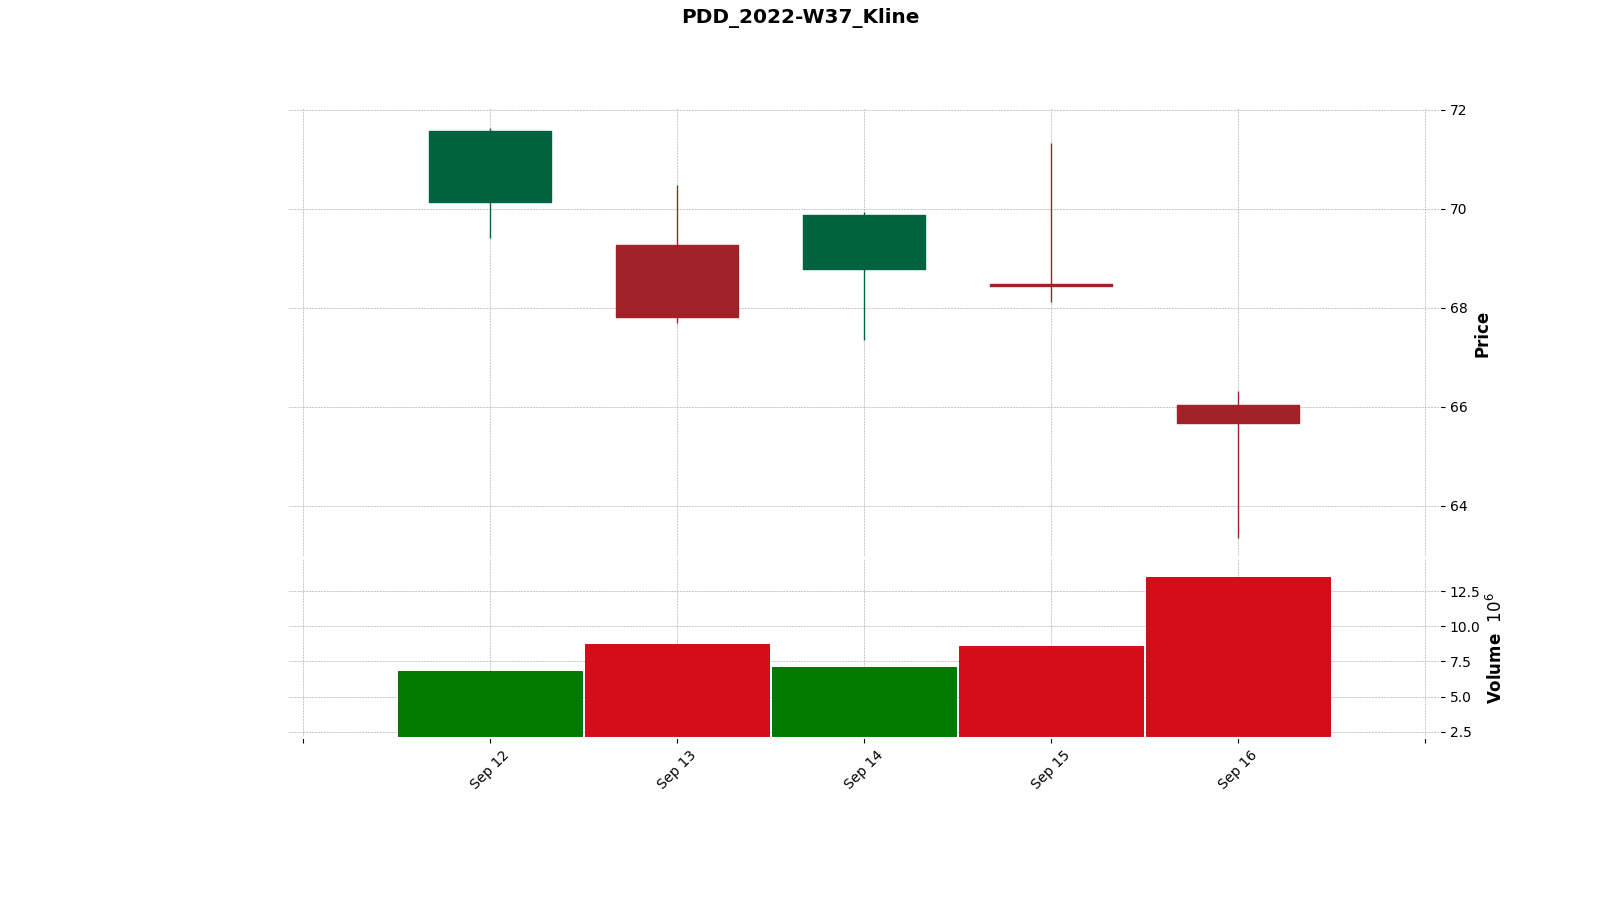 PDD_2022-W37_Kline
72
70
68
66
64
Price
12.5
10.0
7.5
5.0
2.5
Volume 10^6
Sep 12
Sep 13
Sep 14
Sep 15
Sep 16